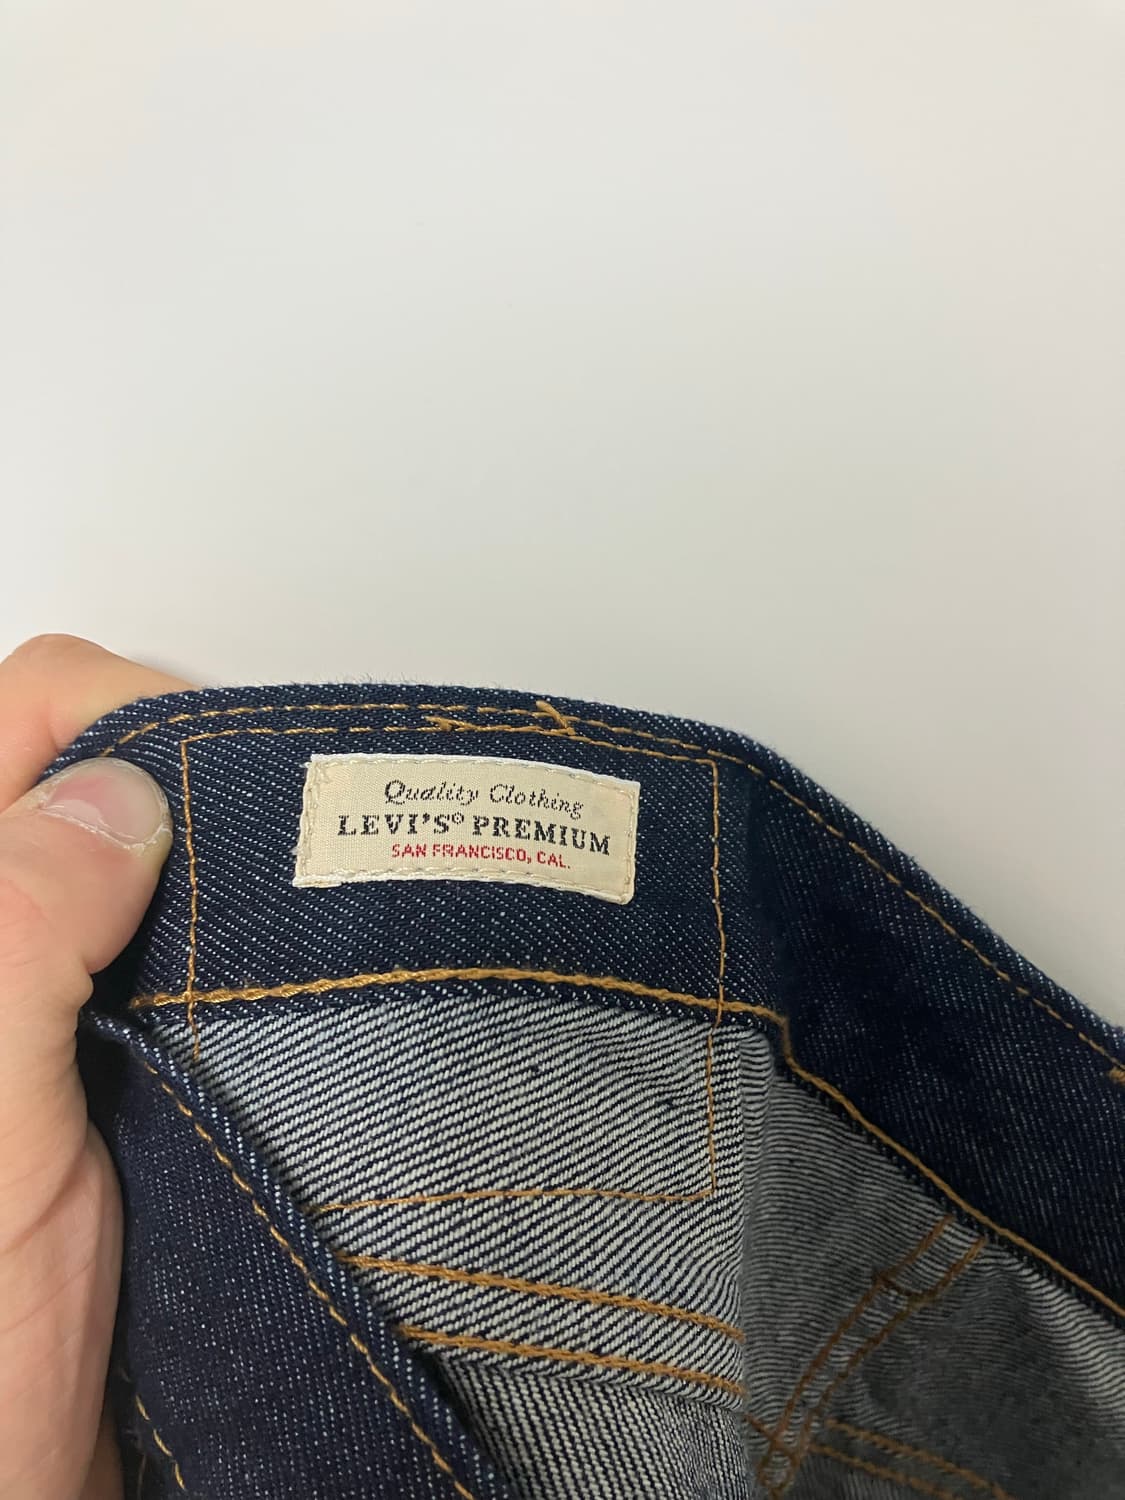 Quality Clothing
LEVI'S® PREMIUM
SAN FRANCISCO, CAL.